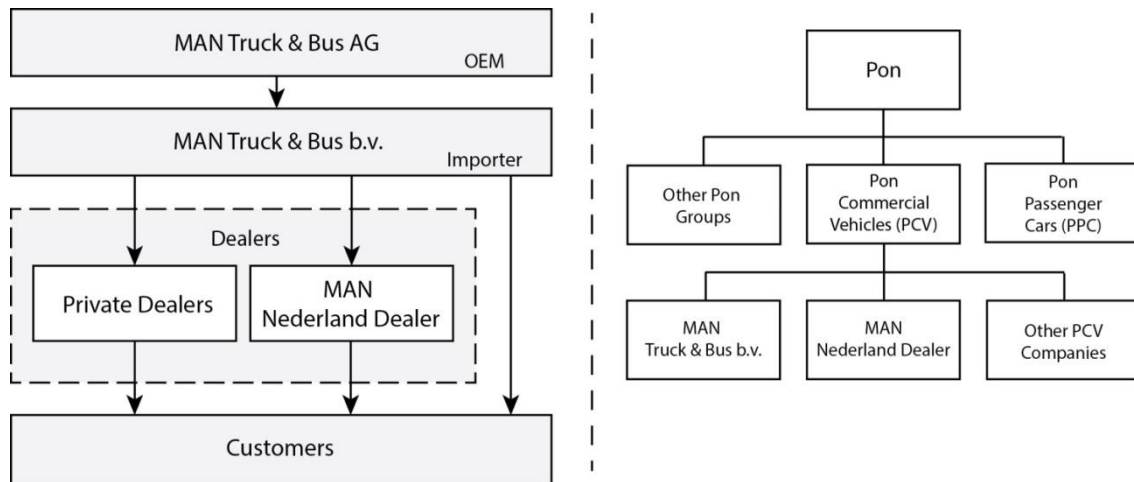 MAN Truck & Bus AG
OEM
MAN Truck & Bus b.v.
Importer
Dealers
Private Dealers
MAN
Nederland Dealer
Customers
Pon
Other Pon
Groups
Pon
Commercial
Vehicles (PCV)
Pon
Passenger
Cars (PPC)
MAN
Truck & Bus b.v.
MAN
Nederland Dealer
Other PCV
Companies